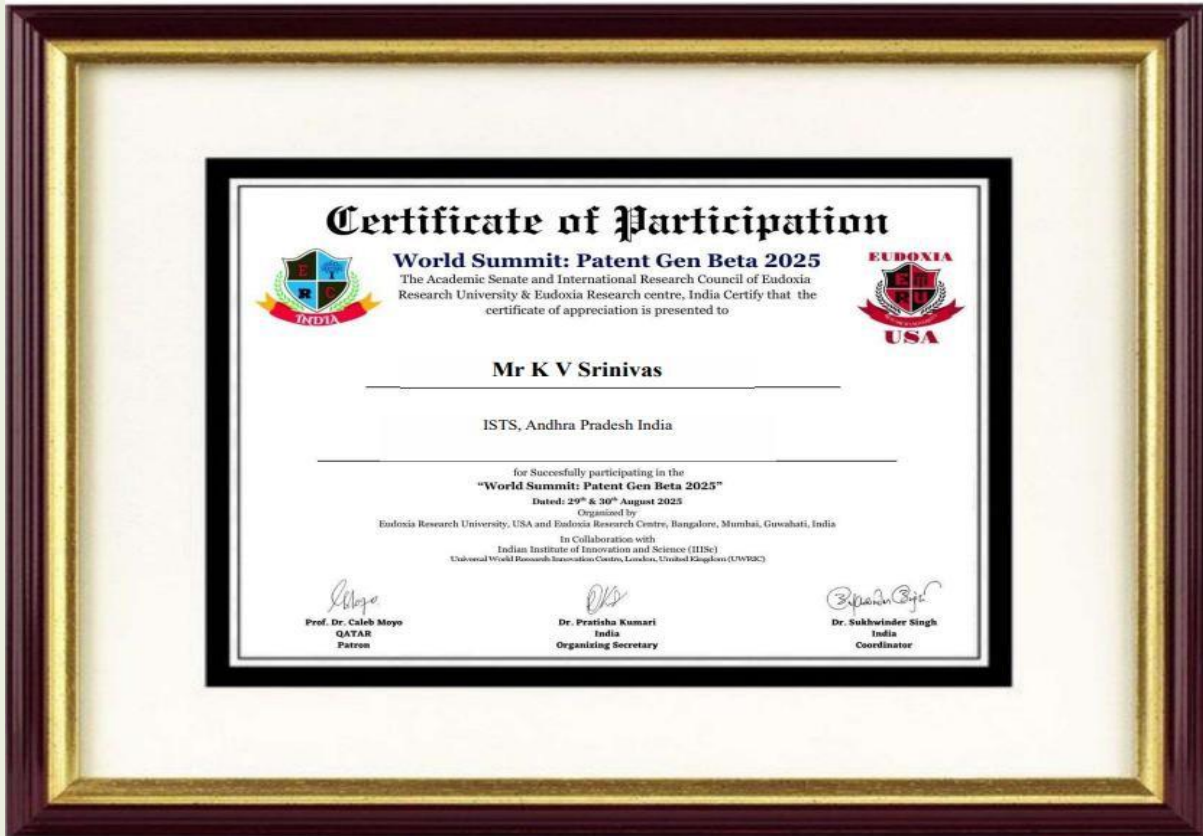 Certificate of Participation
World Summit: Patent Gen Beta 2025
The Academic Senate and International Research Council of Eudoxia
Research University & Eudoxia Research centre, India Certify that the
certificate of appreciation is presented to
E
R C
INDIA
EUDOXIA
E
R U
USA
Mr K V Srinivas
ISTS, Andhra Pradesh India
for Succesfully participating in the
“World Summit: Patent Gen Beta 2025”
Dated: 29th & 30th August 2025
Organized by
Eudoxia Research University, USA and Eudoxia Research Centre, Bangalore, Mumbai, Guwahati, India
In Collaboration with
Indian Institute of Innovation and Science (IIISc)
Universal World Research Innovation Centre, London, United Kingdom (UWRIC)
Prof. Dr. Caleb Moyo
QATAR
Patron
Dr. Pratisha Kumari
India
Organizing Secretary
Dr. Sukhwinder Singh
India
Coordinator